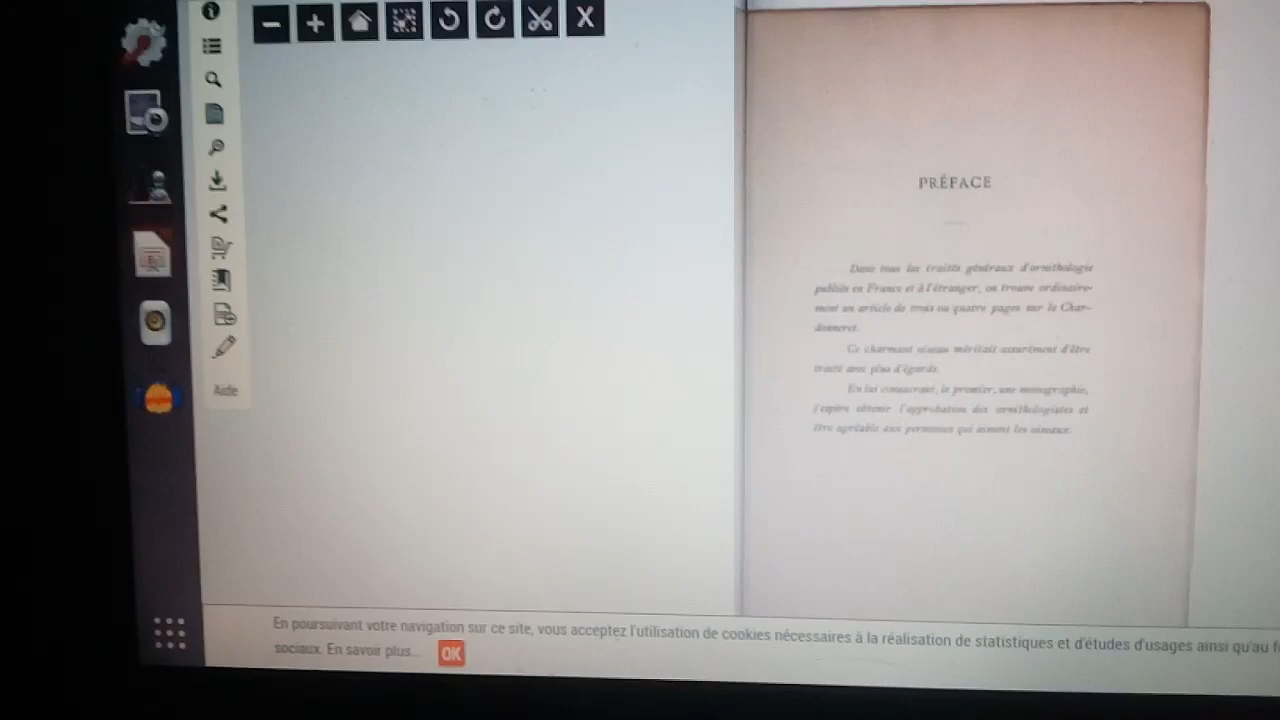 X
Aide
PRÉFACE
Dans tous les traités généraux d'ornithologie
publiés en France et à l'étranger, on trouve ordinaire-
ment un article de trois ou quatre pages sur le Char-
donneret.
Ce charmant oiseau méritait assurément d'être
traité avec plus d'égards.
En lui consacrant, le premier, une monographie,
j'espère obtenir l'approbation des ornithologistes et
être agréable aux personnes qui aiment les oiseaux.
En poursuivant votre navigation sur ce site, vous acceptez l'utilisation de cookies nécessaires à la réalisation de statistiques et d'études d'usages ainsi qu'au
sociaux. En savoir plus... OK